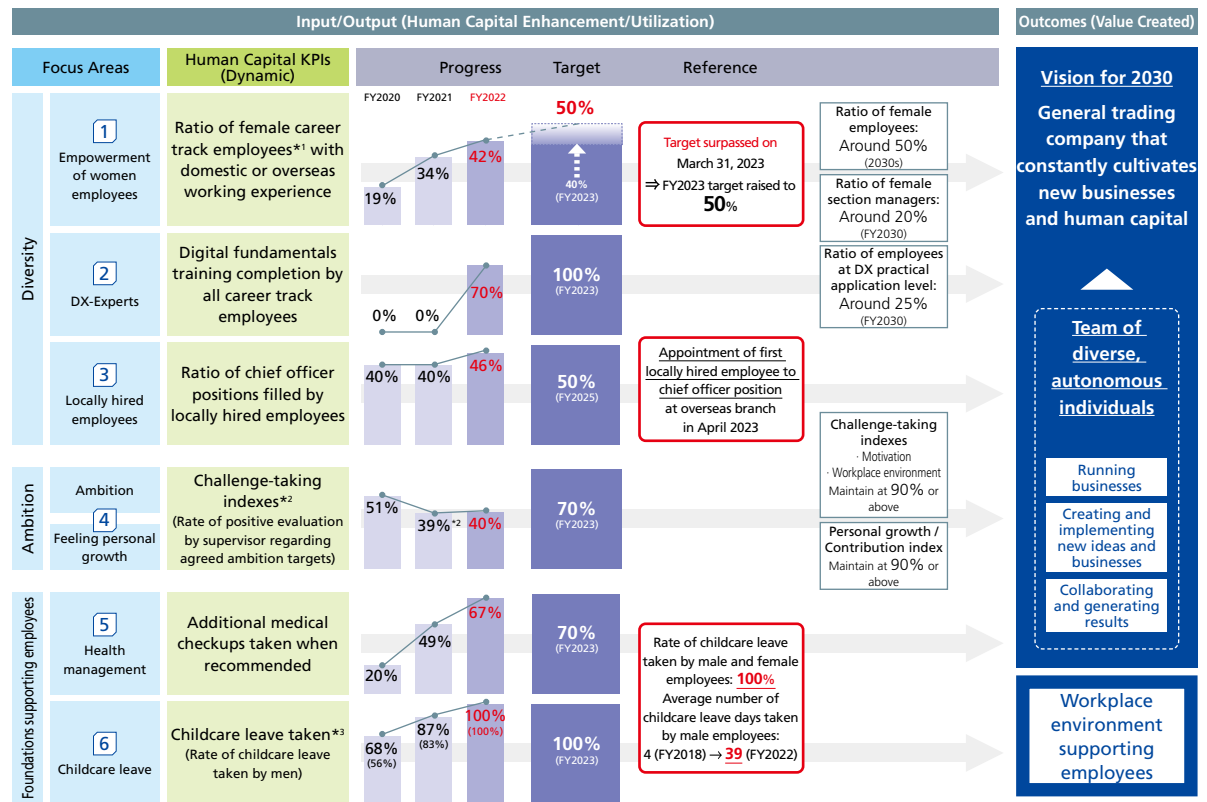 Input/Output (Human Capital Enhancement/Utilization)
Outcomes (Value Created)
Focus Areas
Human Capital KPIs
(Dynamic)
Progress
Target
Reference
FY2020
FY2021
FY2022
Diversity
1
Empowerment
of women
employees
Ratio of female career
track employees*1 with
domestic or overseas
working experience
19%
34%
42%
50%
40%
(FY2023)
Target surpassed on
March 31, 2023
⇒ FY2023 target raised to
50%
Ratio of female
employees:
Around 50%
(2030s)
Ratio of female
section managers:
Around 20%
(FY2030)
2
DX-Experts
Digital fundamentals
training completion by
all career track
employees
0%
0%
70%
100%
(FY2023)
Ratio of employees
at DX practical
application level:
Around 25%
(FY2030)
3
Locally hired
employees
Ratio of chief officer
positions filled by
locally hired employees
40%
40%
46%
50%
(FY2025)
Appointment of first
locally hired employee to
chief officer position
at overseas branch
in April 2023
Ambition
Ambition
4
Feeling personal
growth
Challenge-taking
indexes*2
(Rate of positive evaluation
by supervisor regarding
agreed ambition targets)
51%
39%*2
40%
70%
(FY2023)
Challenge-taking
indexes
· Motivation
· Workplace environment
Maintain at 90% or
above
Personal growth /
Contribution index
Maintain at 90% or
above
Foundations supporting employees
5
Health
management
Additional medical
checkups taken when
recommended
20%
49%
67%
70%
(FY2023)
6
Childcare leave
Childcare leave taken*3
(Rate of childcare leave
taken by men)
68%
(56%)
87%
(83%)
100%
(100%)
100%
(FY2023)
Rate of childcare leave
taken by male and female
employees: 100%
Average number of
childcare leave days taken
by male employees:
4 (FY2018) → 39 (FY2022)
Vision for 2030
General trading
company that
constantly cultivates
new businesses
and human capital
Team of
diverse,
autonomous
individuals
Running
businesses
Creating and
implementing
new ideas and
businesses
Collaborating
and generating
results
Workplace
environment
supporting
employees